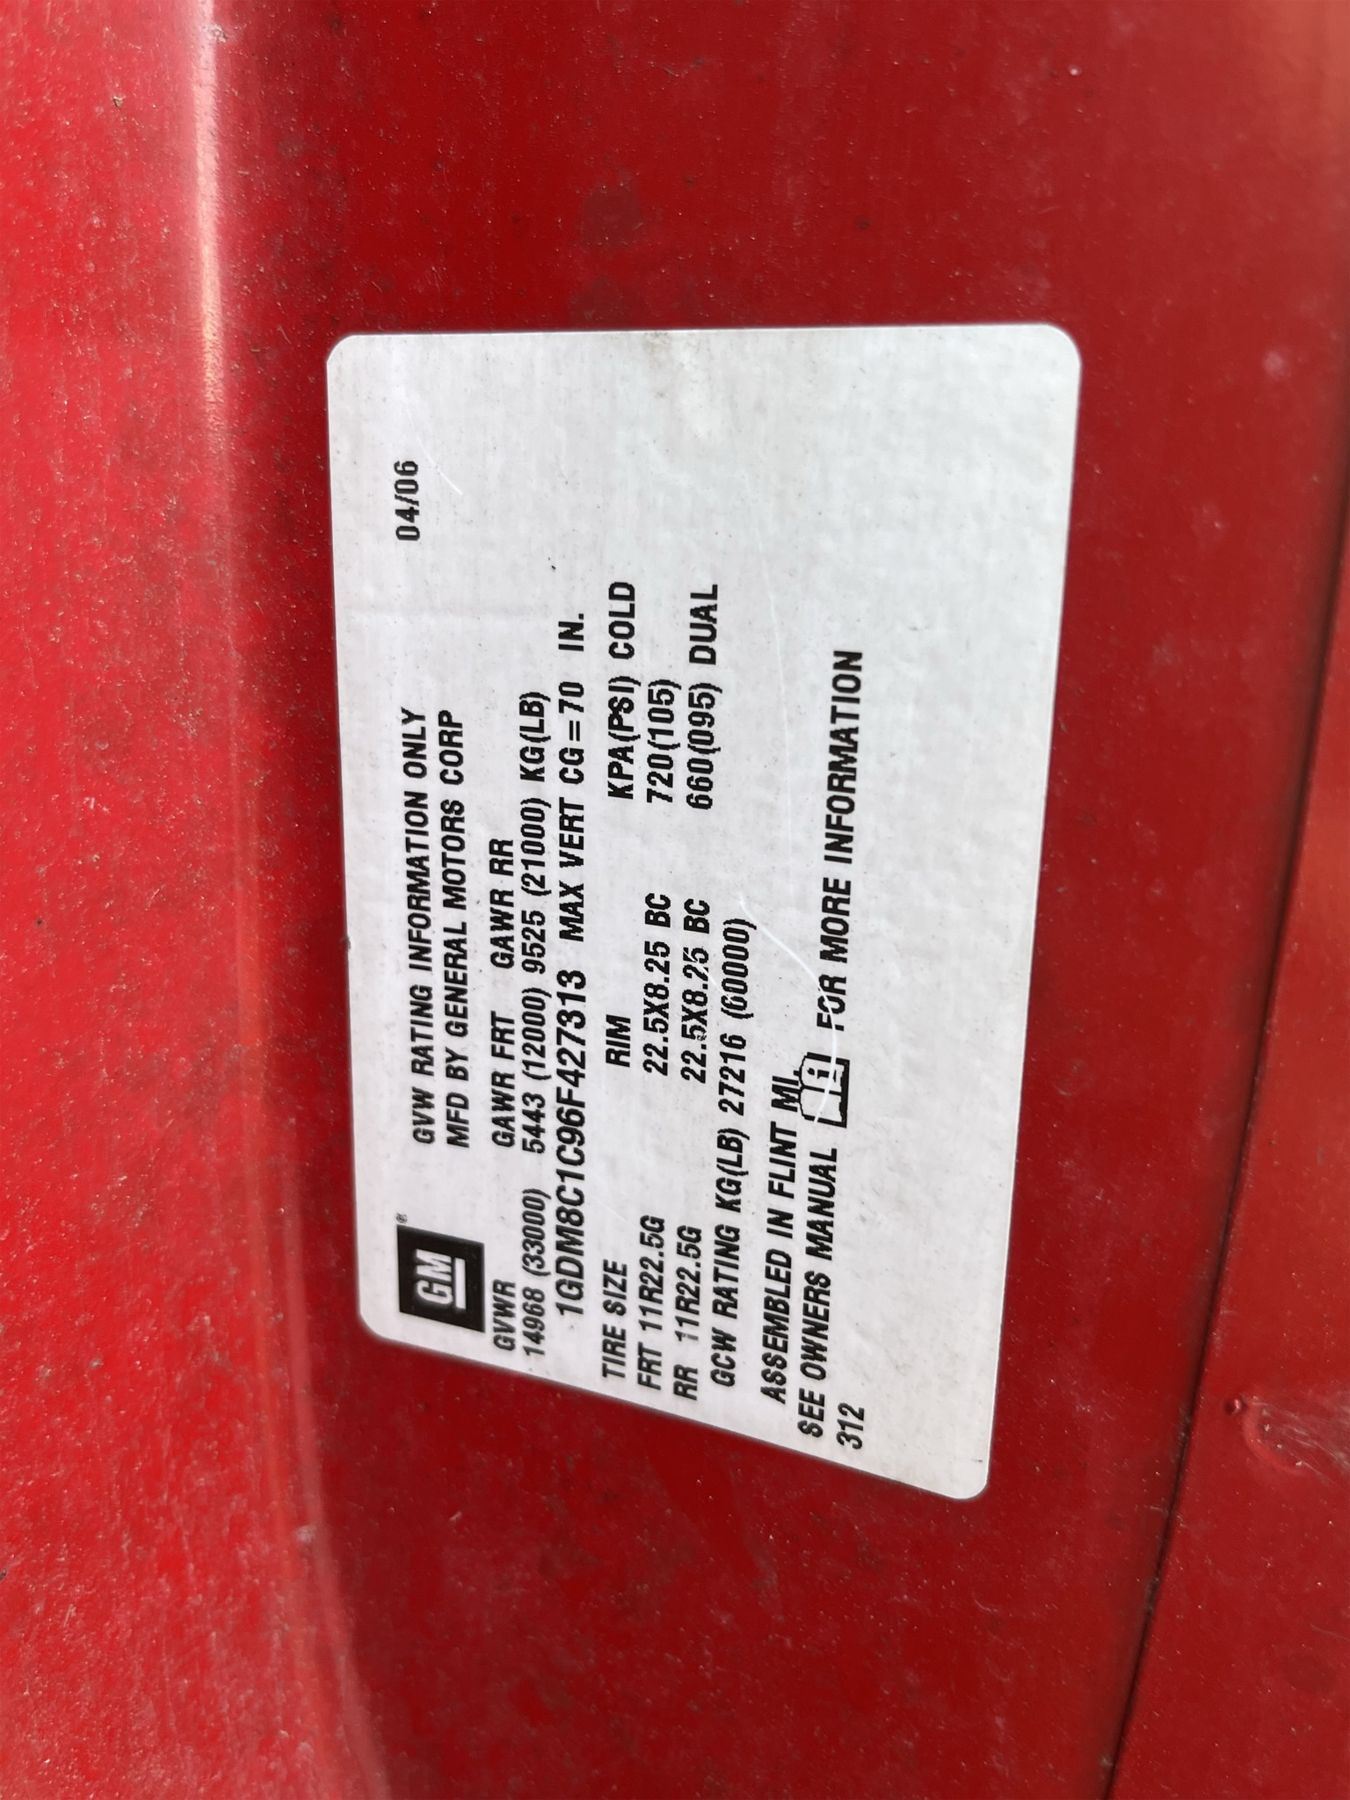 GM®
GVW RATING INFORMATION ONLY 04/06
MFD BY GENERAL MOTORS CORP
GVWR GAWR FRT GAWR RR
14968 (33000) 5443 (12000) 9525 (21000) KG(LB)
1GDM8C1C96F427313 MAX VERT CG=70 IN.
TIRE SIZE RIM KPA(PSI) COLD
FRT 11R22.5G 22.5X8.25 BC 720(105)
RR 11R22.5G 22.5X8.25 BC 660(095) DUAL
GCW RATING KG(LB) 27216 (60000)
ASSEMBLED IN FLINT MI.
SEE OWNERS MANUAL i FOR MORE INFORMATION
312